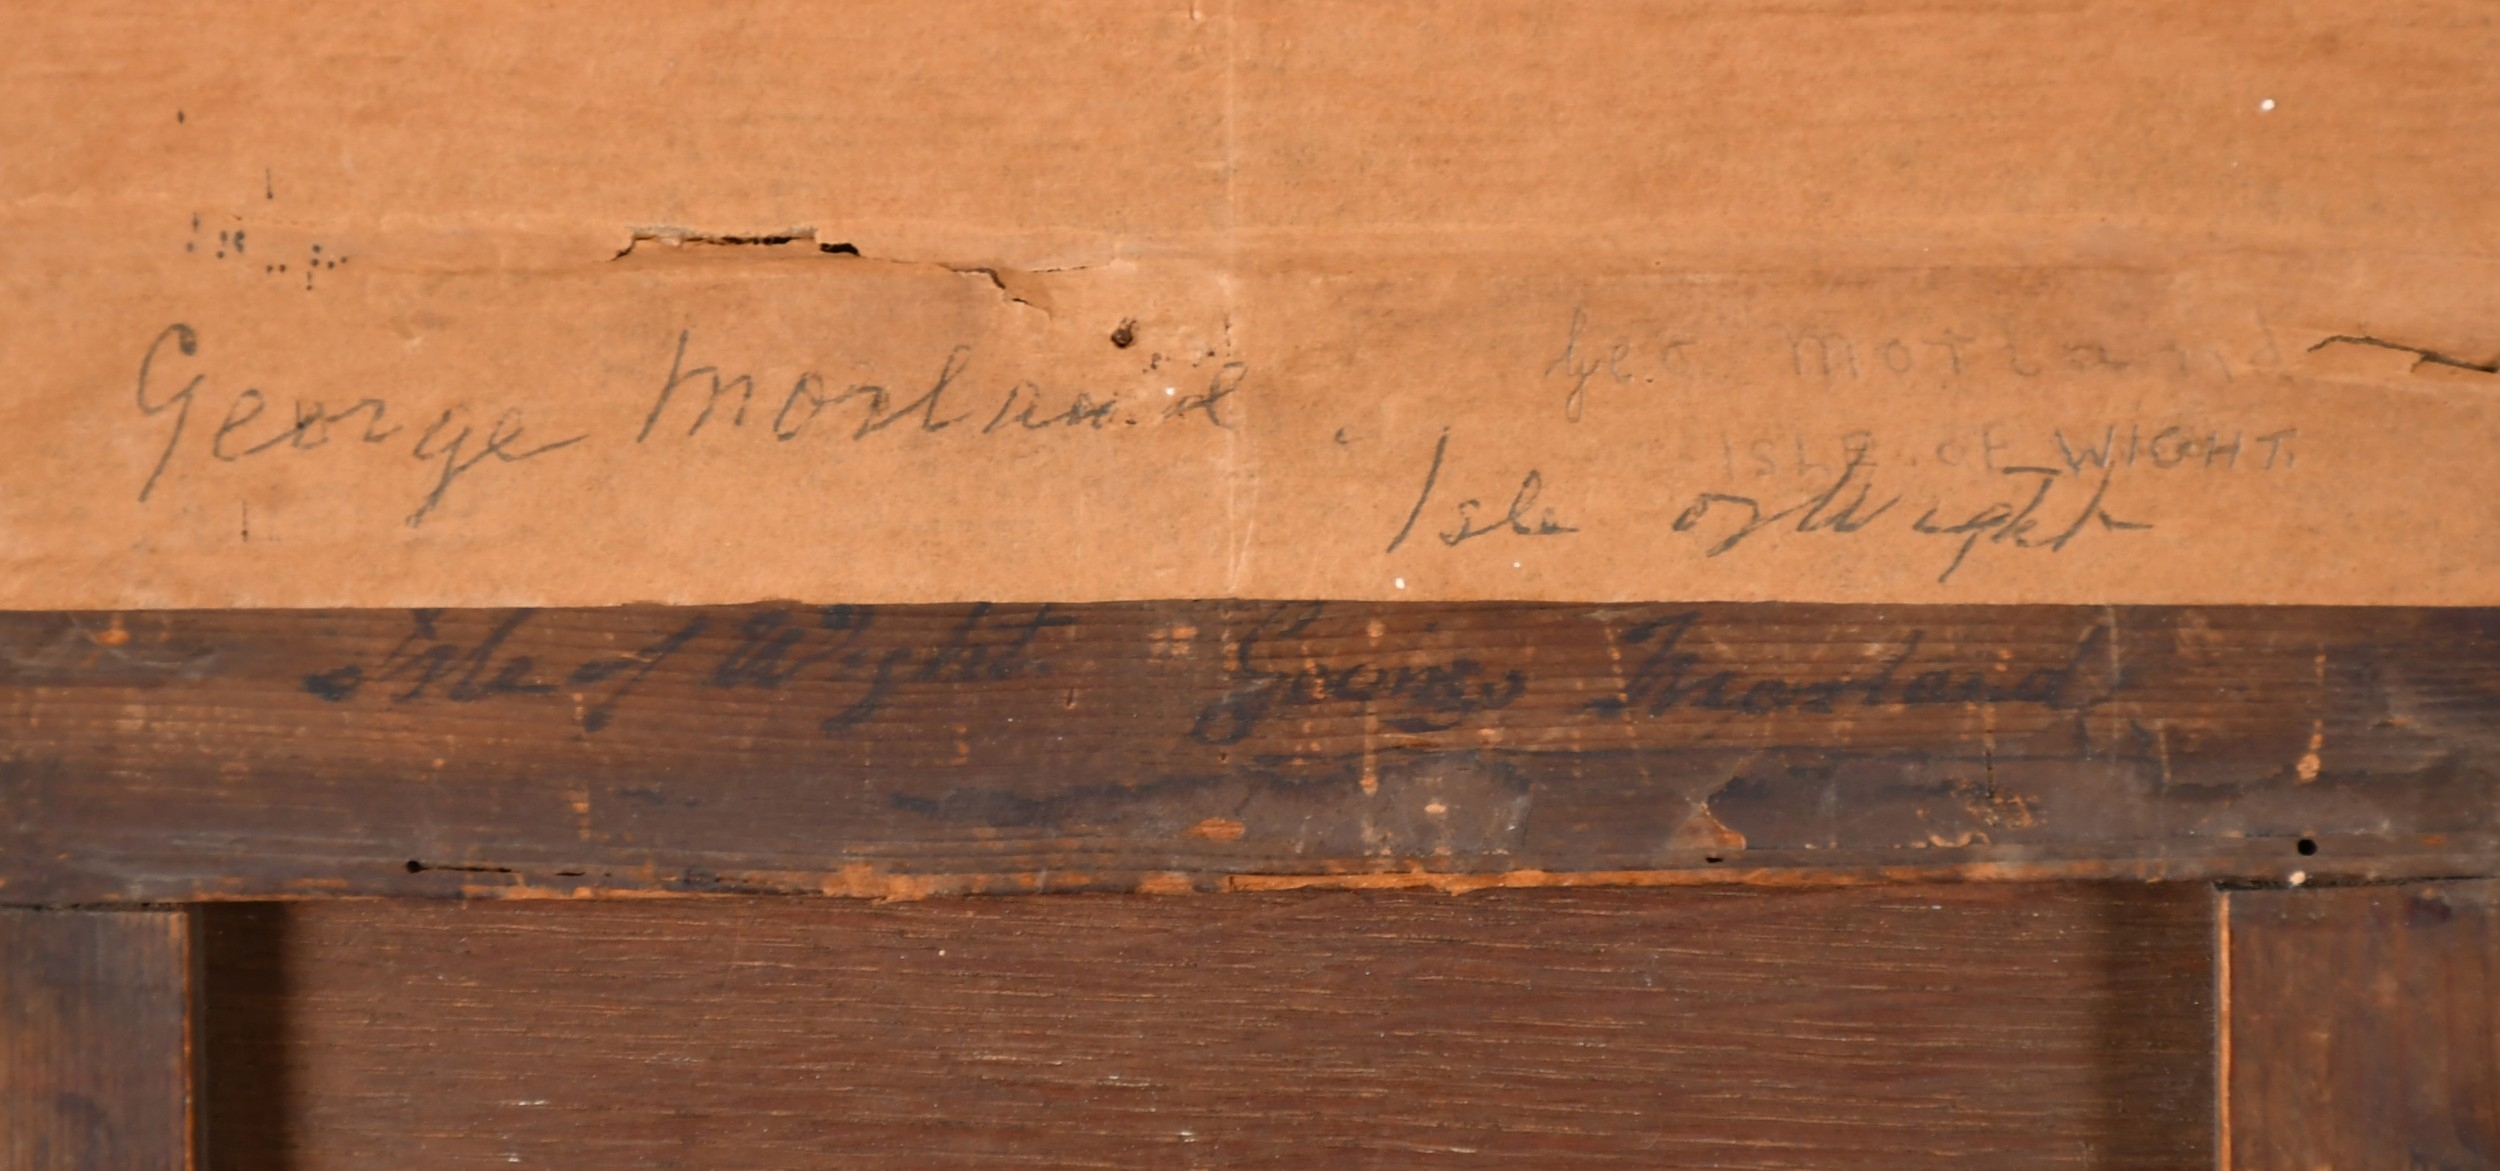 George Morland.
Geo Morland
ISLE OF WIGHT.
Isle of Wight
Isle of Wight. George Morland